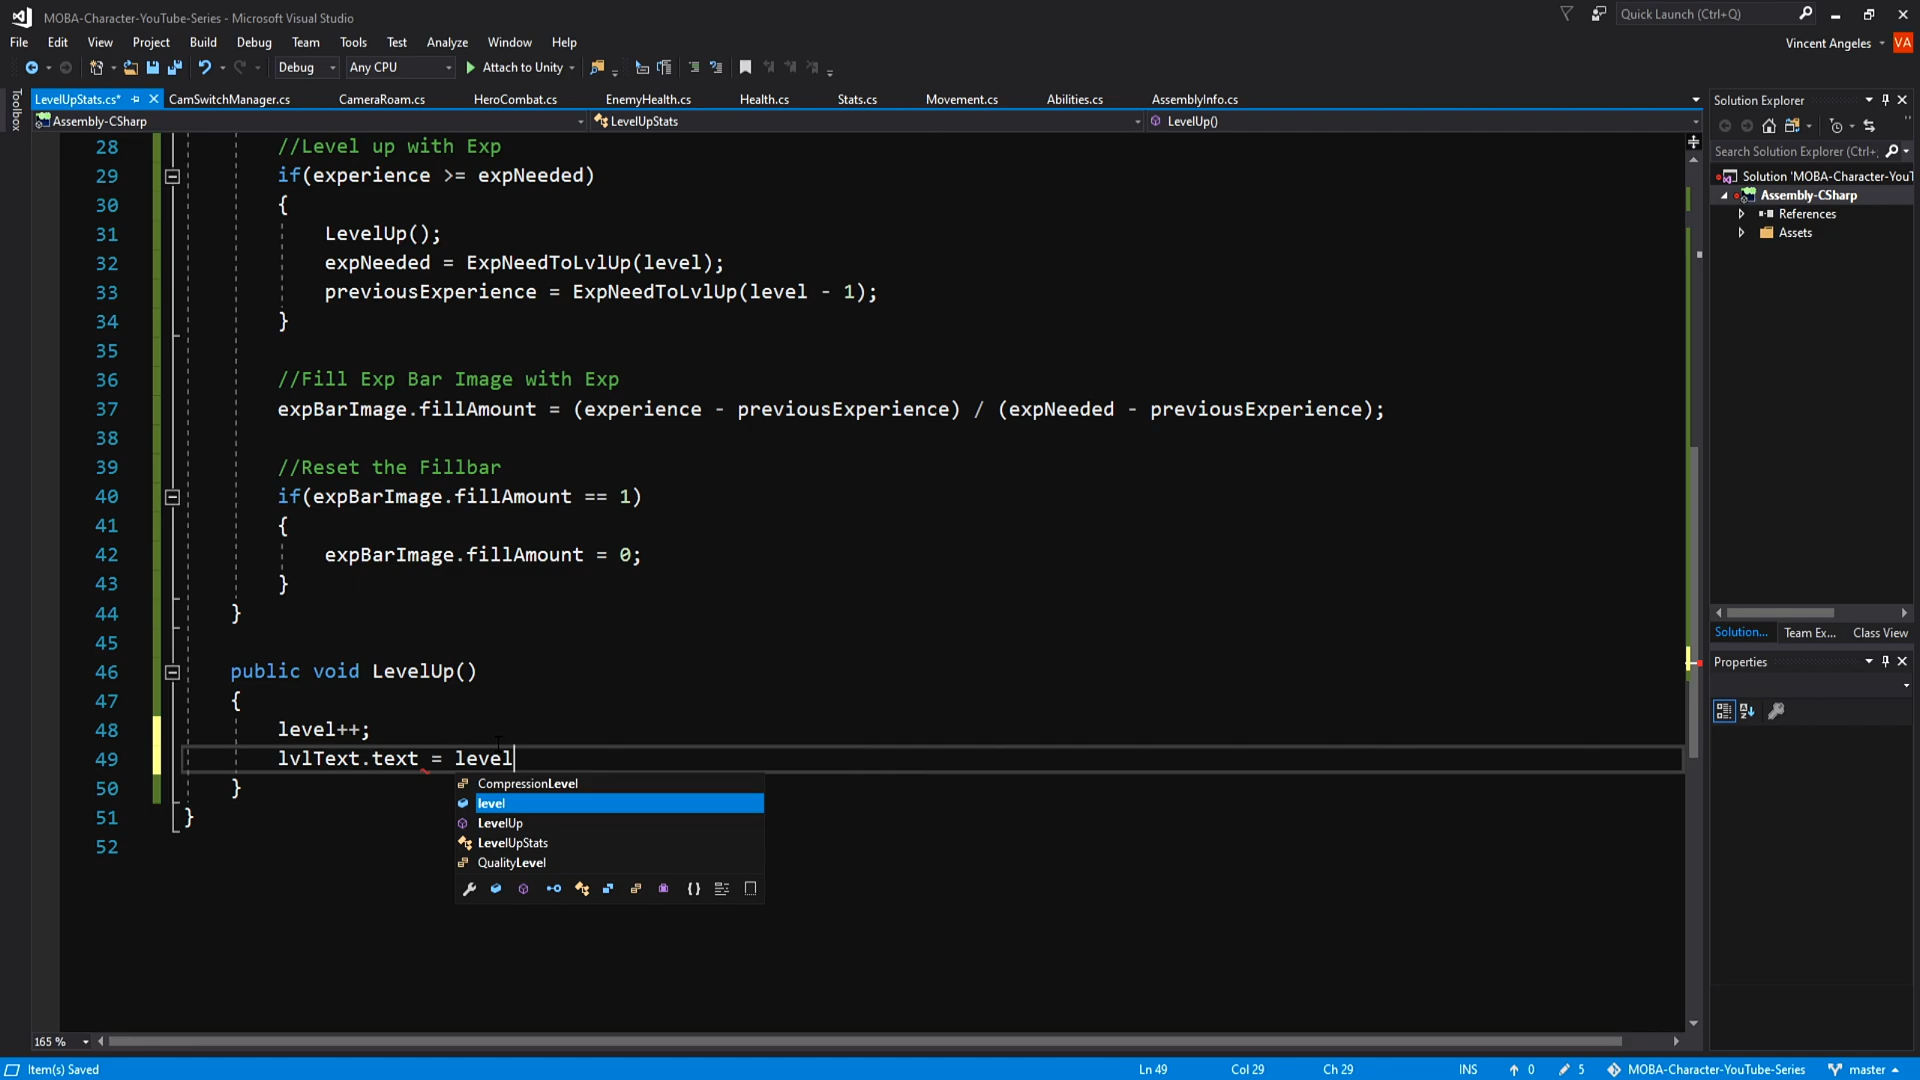 MOBA-Character-YouTube-Series - Microsoft Visual Studio
Quick Launch (Ctrl+Q)
File Edit View Project Build Debug Team Tools Test Analyze Window Help
Vincent Angeles VA
Debug Any CPU Attach to Unity
Toolbox
LevelUpStats.cs* CamSwitchManager.cs CameraRoam.cs HeroCombat.cs EnemyHealth.cs Health.cs Stats.cs Movement.cs Abilities.cs AssemblyInfo.cs
Assembly-CSharp LevelUpStats LevelUp()
28 //Level up with Exp
29 if(experience >= expNeeded)
30 {
31 LevelUp();
32 expNeeded = ExpNeedToLvlUp(level);
33 previousExperience = ExpNeedToLvlUp(level - 1);
34 }
35
36 //Fill Exp Bar Image with Exp
37 expBarImage.fillAmount = (experience - previousExperience) / (expNeeded - previousExperience);
38
39 //Reset the Fillbar
40 if(expBarImage.fillAmount == 1)
41 {
42 expBarImage.fillAmount = 0;
43 }
44 }
45
46 public void LevelUp()
47 {
48 level++;
49 lvlText.text = level
50 }
51 }
52
CompressionLevel
level
LevelUp
LevelUpStats
QualityLevel
{ }
Solution Explorer
Search Solution Explorer (Ctrl+;
Solution 'MOBA-Character-YouT
Assembly-CSharp
References
Assets
Solution... Team Ex... Class View
Properties
165 %
Item(s) Saved Ln 49 Col 29 Ch 29 INS 0 5 MOBA-Character-YouTube-Series master